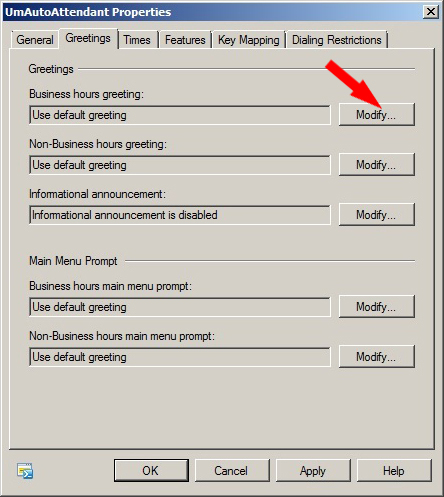 UmAutoAttendant Properties
General Greetings Times Features Key Mapping Dialing Restrictions
Greetings
Business hours greeting:
Use default greeting Modify...
Non-Business hours greeting:
Use default greeting Modify...
Informational announcement:
Informational announcement is disabled Modify...
Main Menu Prompt
Business hours main menu prompt:
Use default greeting Modify...
Non-Business hours main menu prompt:
Use default greeting Modify...
OK Cancel Apply Help